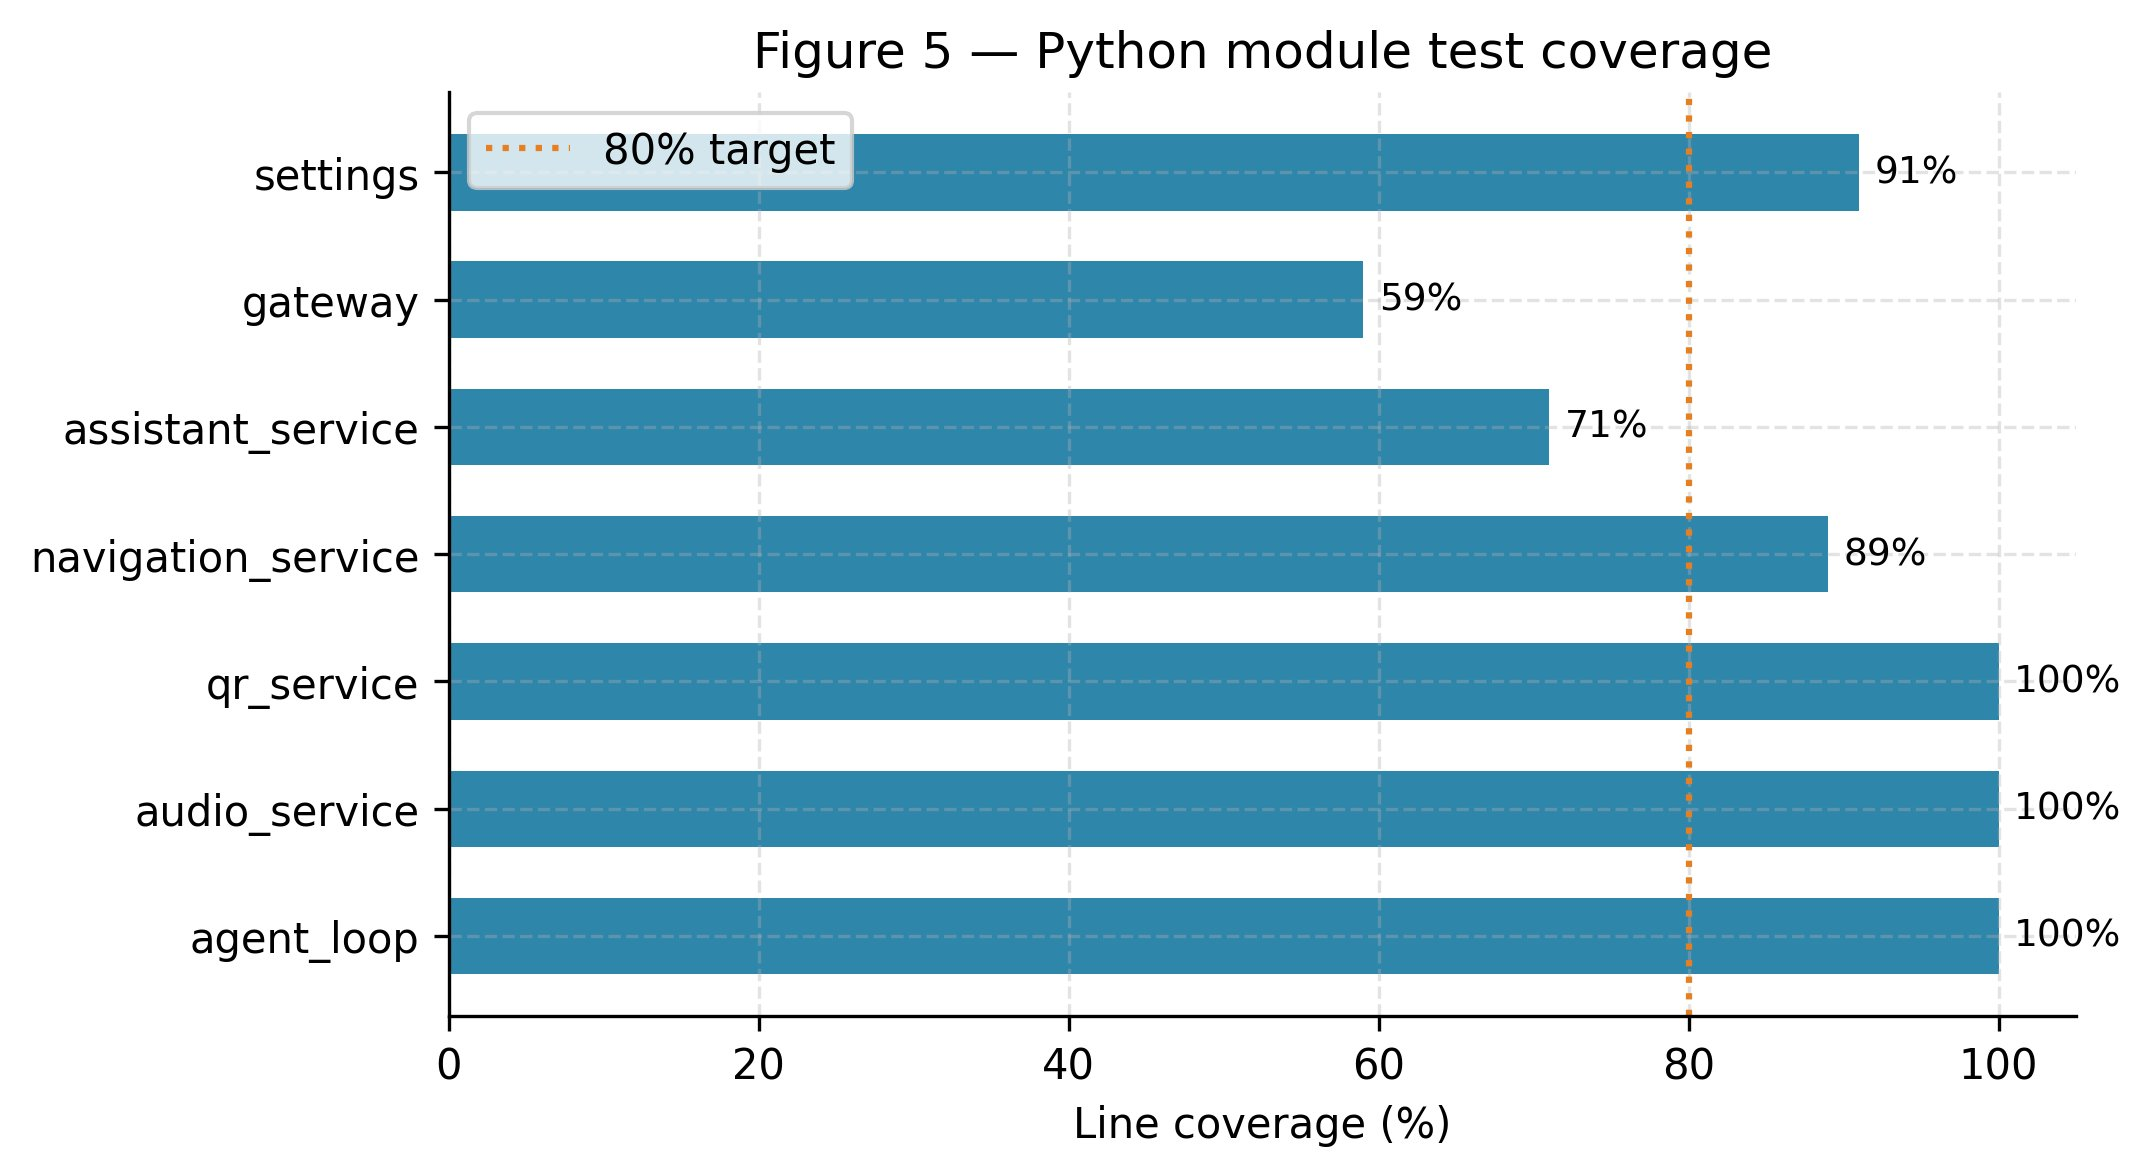 Figure 5 — Python module test coverage
80% target
settings
91%
gateway
59%
assistant_service
71%
navigation_service
89%
qr_service
100%
audio_service
100%
agent_loop
100%
0 20 40 60 80 100
Line coverage (%)